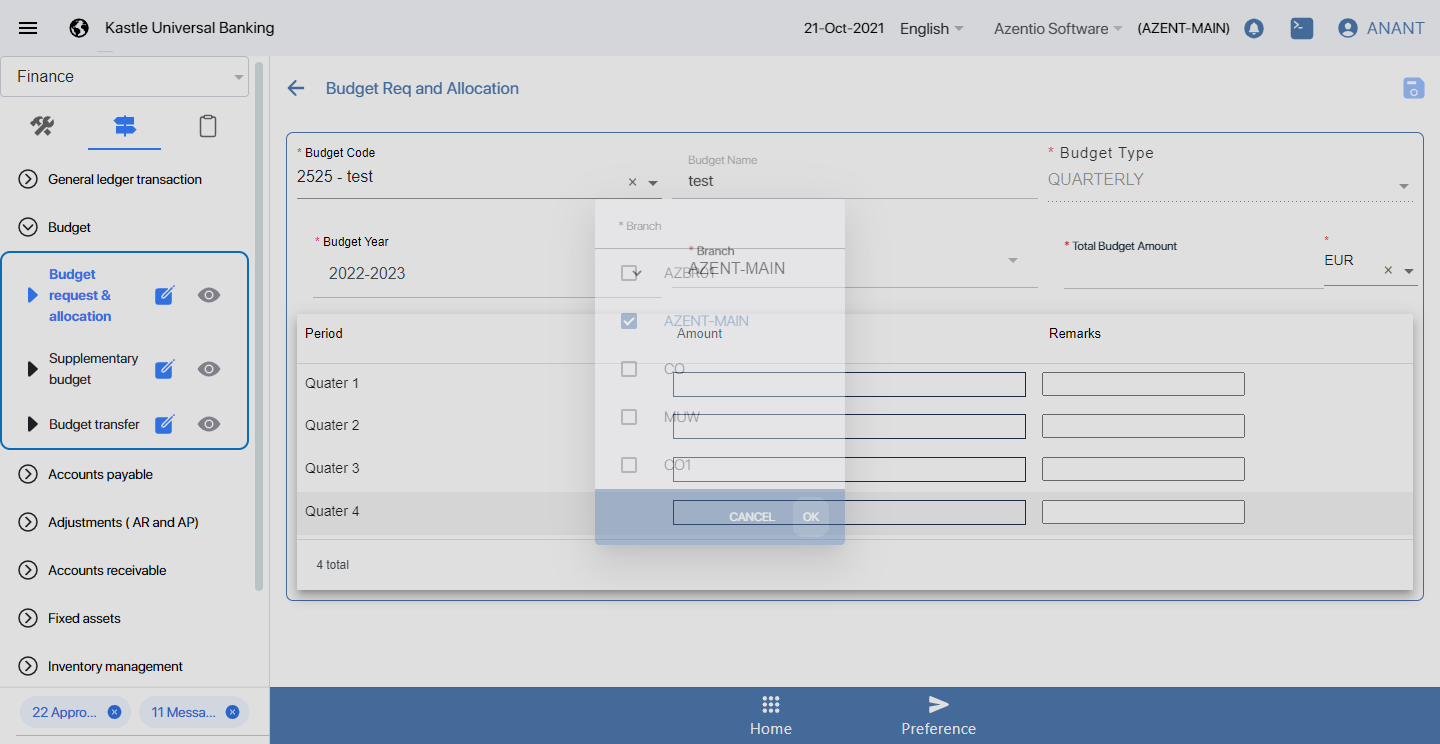 Kastle Universal Banking
21-Oct-2021
English
Azentio Software
(AZENT-MAIN)
ANANT
Finance
General ledger transaction
Budget
Budget
request &
allocation
Supplementary
budget
Budget transfer
Accounts payable
Adjustments ( AR and AP)
Accounts receivable
Fixed assets
Inventory management
22 Appro...
11 Messa...
Budget Req and Allocation
* Budget Code
2525 - test
Budget Name
test
* Budget Type
QUARTERLY
* Budget Year
2022-2023
* Branch
AZENT-MAIN
* Total Budget Amount
*
EUR
Period
Amount
Remarks
Quater 1
Quater 2
Quater 3
Quater 4
4 total
* Branch
AZENT-MAIN
CO
MUW
CO1
CANCEL
OK
Home
Preference